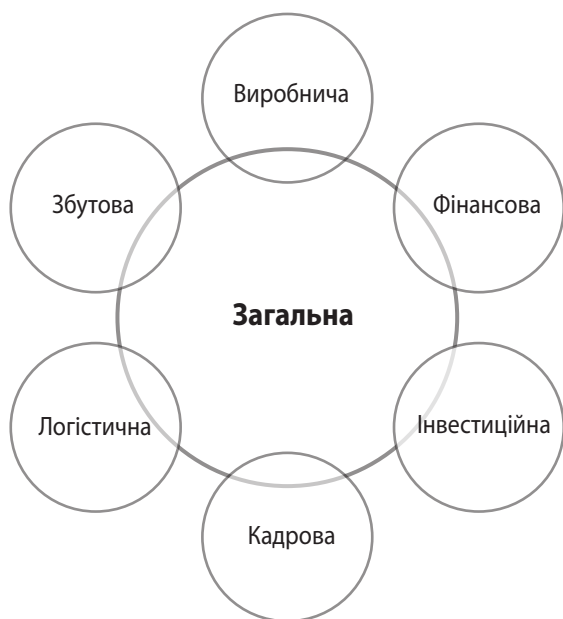 Виробнича
Збутова
Фінансова
Загальна
Логістична
Інвестиційна
Кадрова